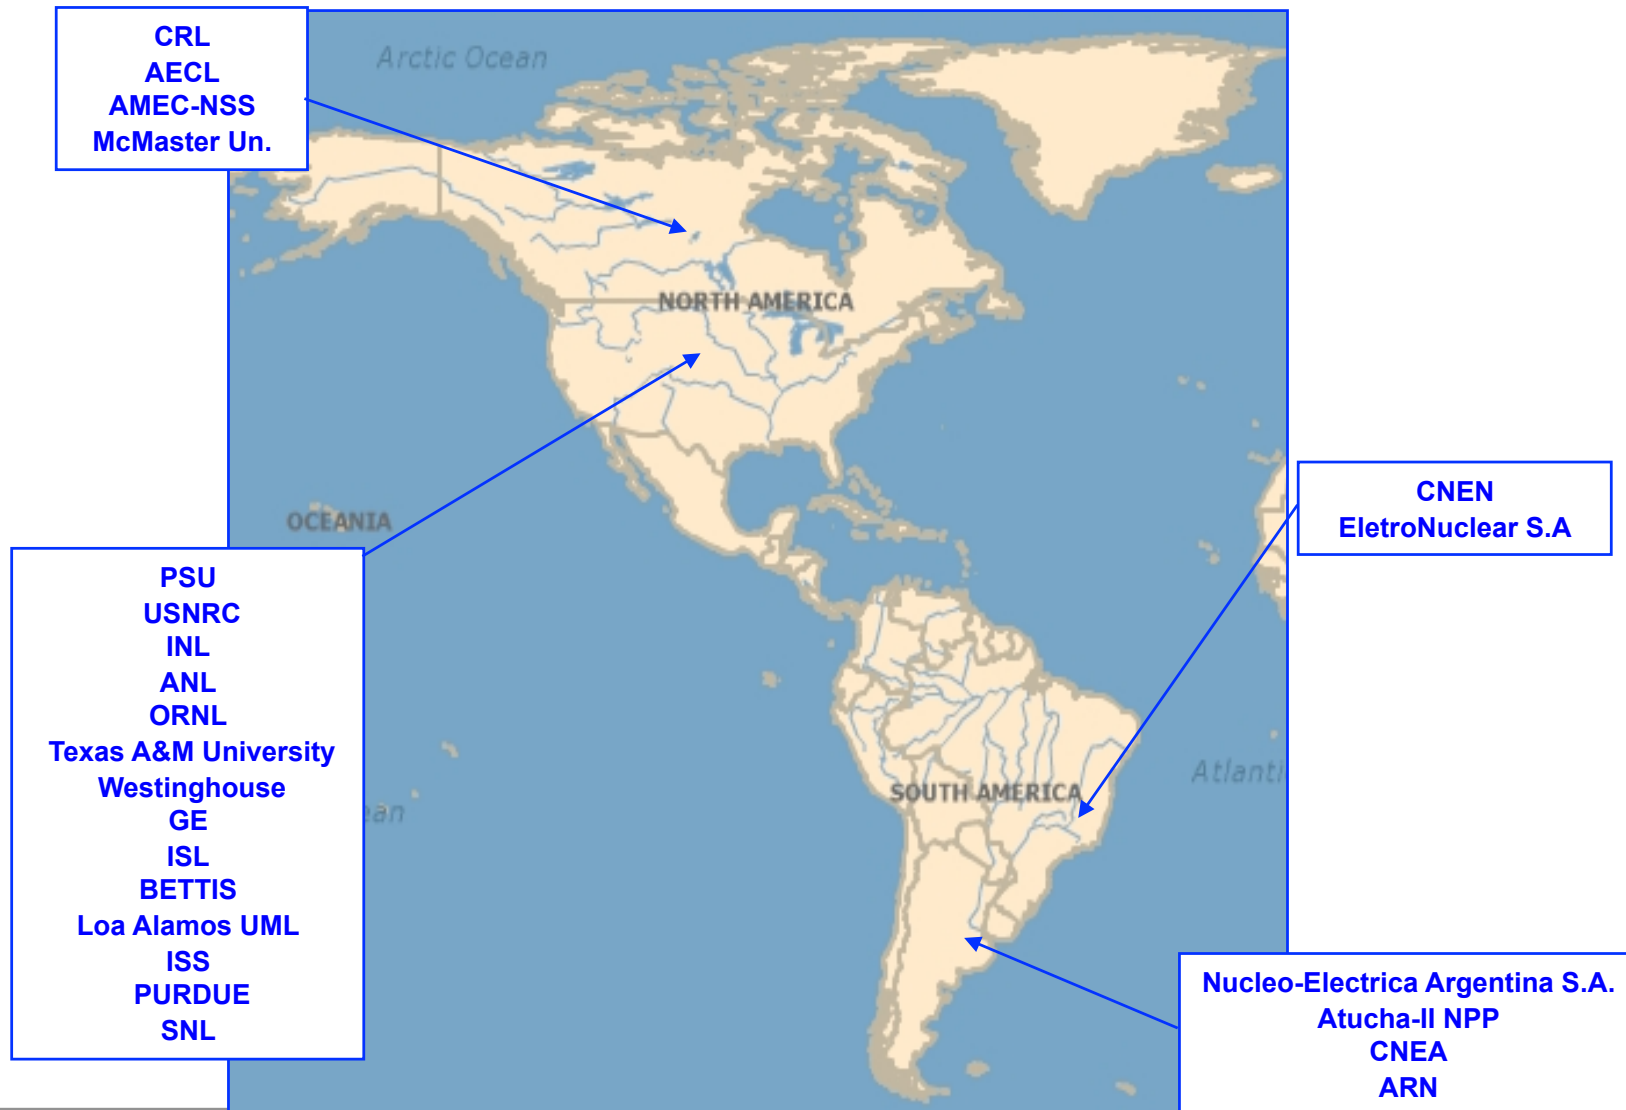 CRL
AECL
AMEC-NSS
McMaster Un.
Arctic Ocean
NORTH AMERICA
OCEANIA
CNEN
EletroNuclear S.A
PSU
USNRC
INL
ANL
ORNL
Texas A&M University
Westinghouse
GE
ISL
BETTIS
Loa Alamos UML
ISS
PURDUE
SNL
ean
SOUTH AMERICA
Atlanti
Nucleo-Electrica Argentina S.A.
Atucha-II NPP
CNEA
ARN